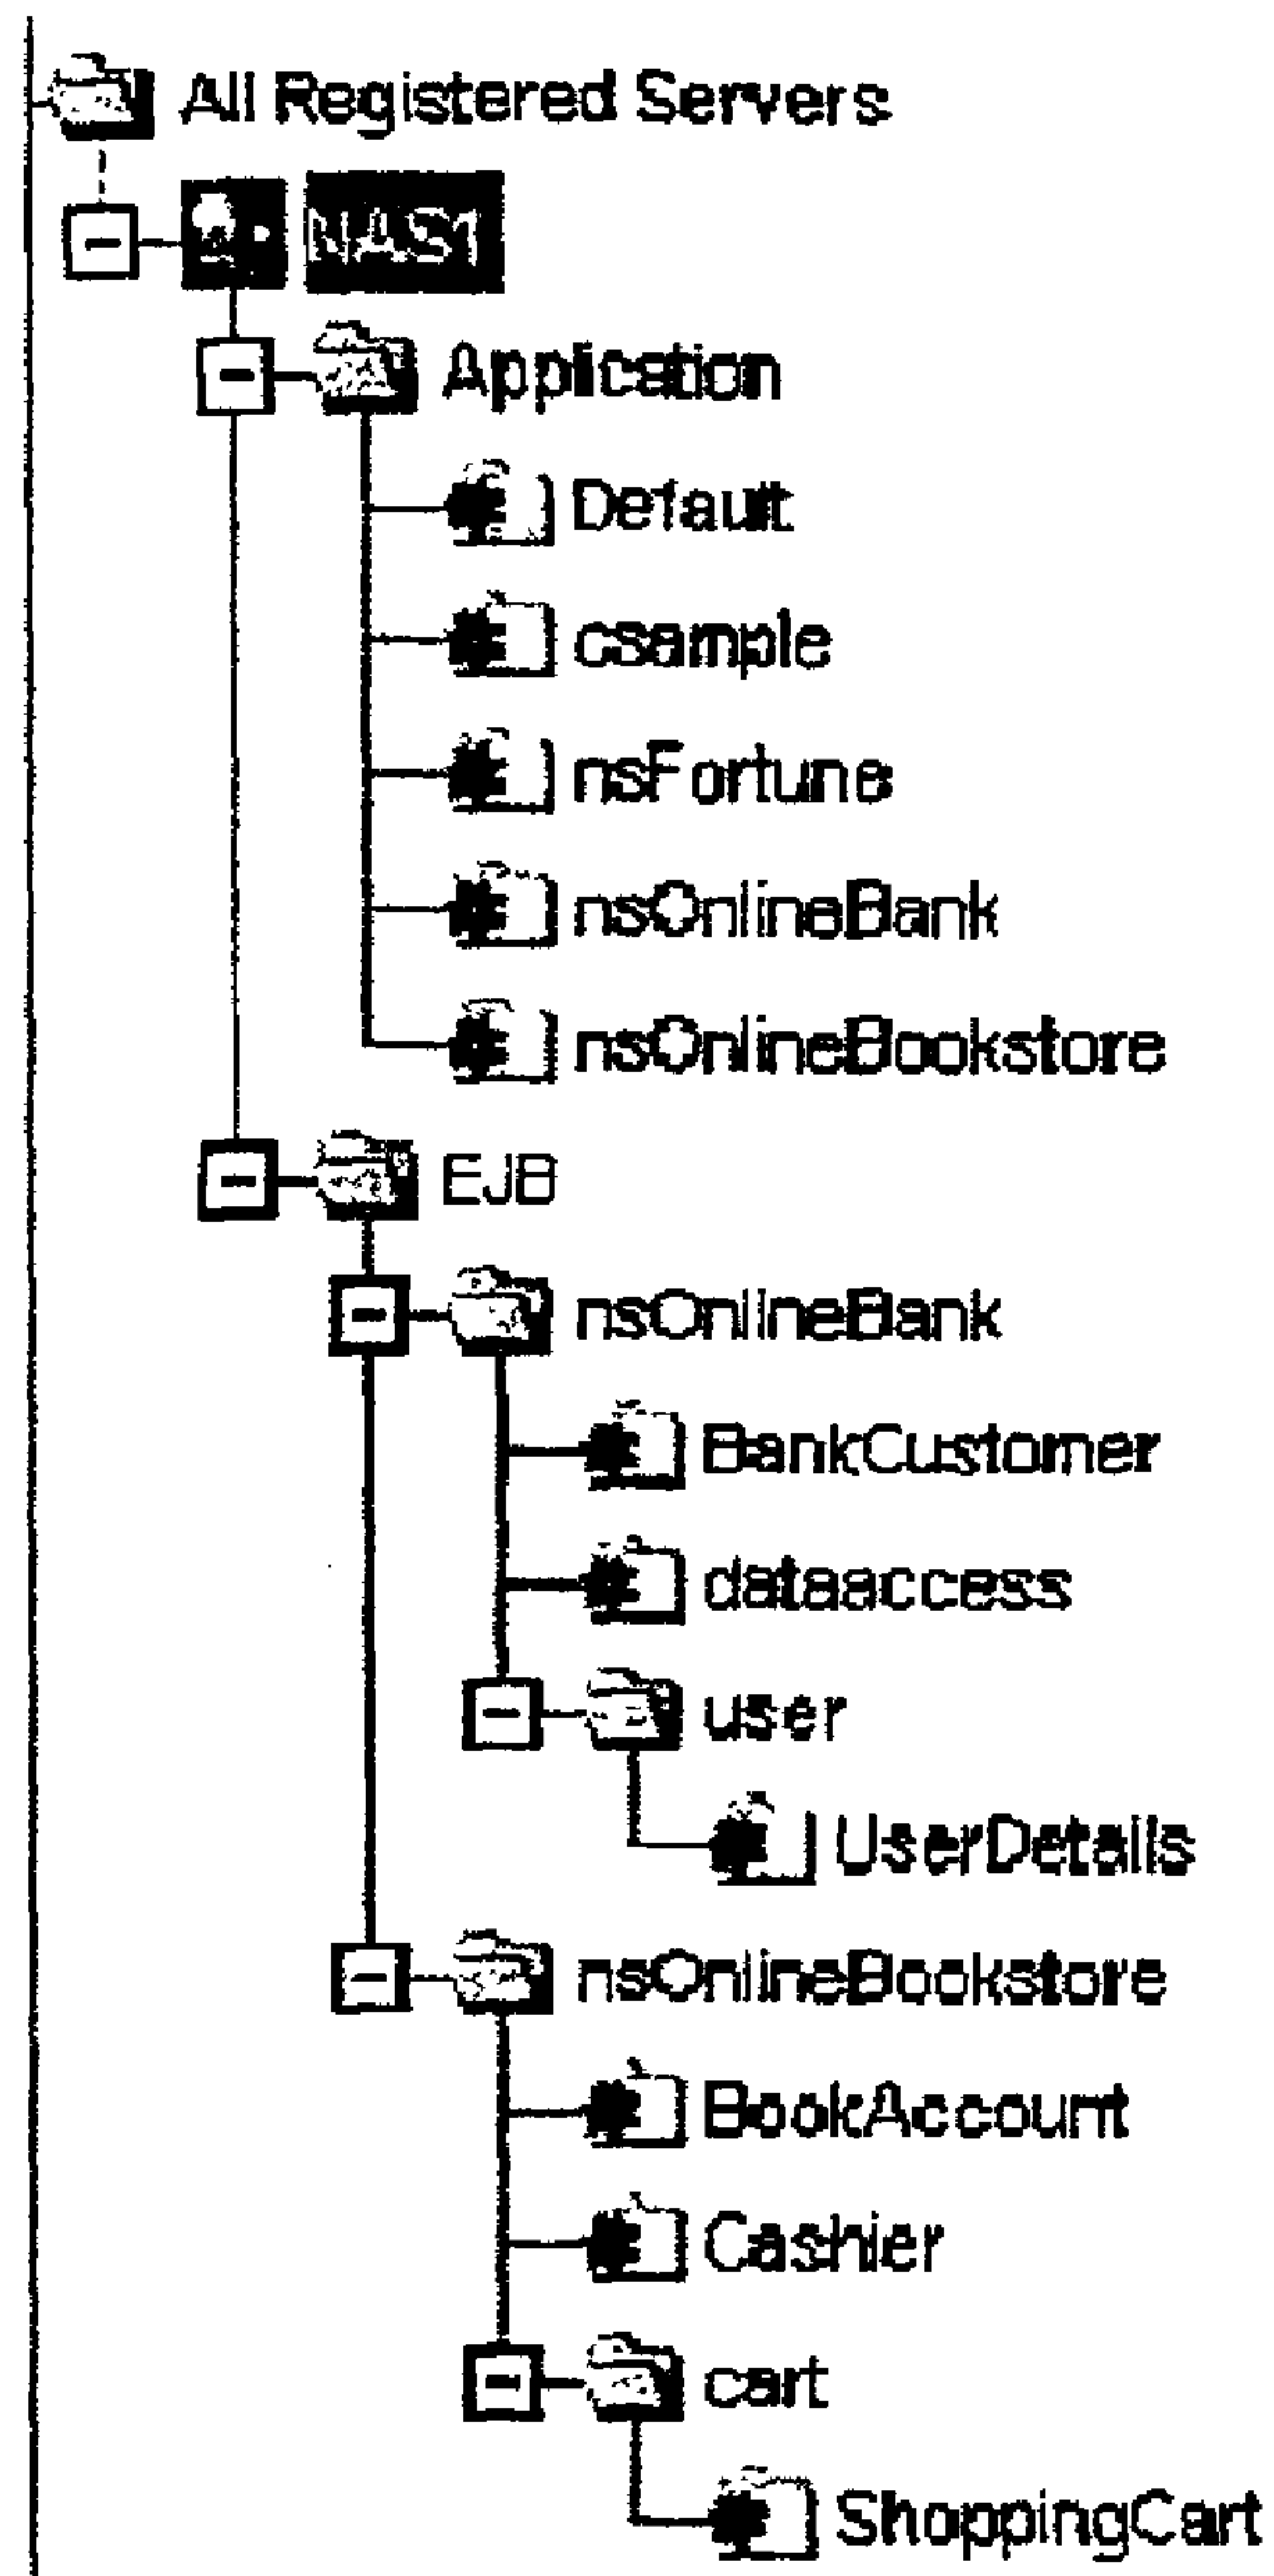 All Registered Servers
NAS1
Application
Default
csample
nsFortune
nsOnlineBank
nsOnlineBookstore
EJB
nsOnlineBank
BankCustomer
dataaccess
user
UserDetails
nsOnlineBookstore
BookAccount
Cashier
cart
ShoppingCart